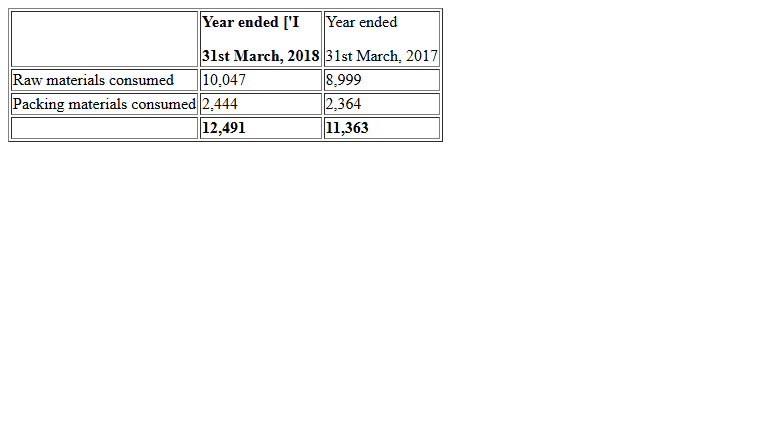 Year ended ['I Year ended
31st March, 2018 31st March, 2017
Raw materials consumed 10,047 8,999
Packing materials consumed 2,444 2,364
12,491 11,363